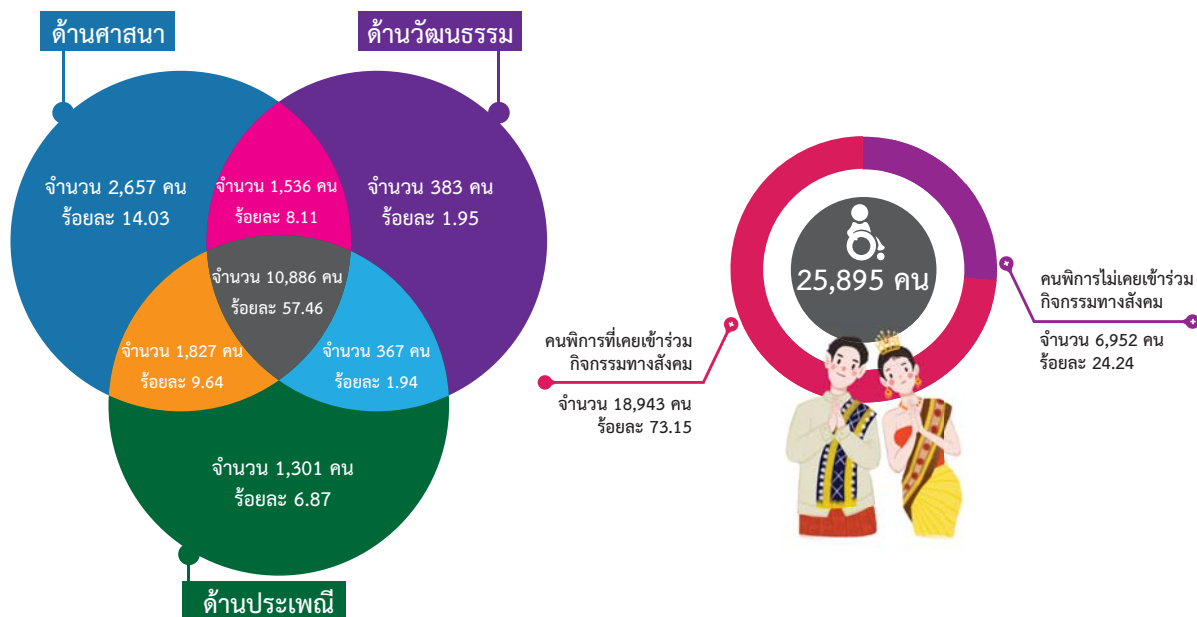 ด้านศาสนา
ด้านวัฒนธรรม
จำนวน 2,657 คน
ร้อยละ 14.03
จำนวน 1,536 คน
ร้อยละ 8.11
จำนวน 383 คน
ร้อยละ 1.95
จำนวน 10,886 คน
ร้อยละ 57.46
จำนวน 1,827 คน
ร้อยละ 9.64
จำนวน 367 คน
ร้อยละ 1.94
จำนวน 1,301 คน
ร้อยละ 6.87
ด้านประเพณี
25,895 คน
คนพิการที่เคยเข้าร่วม
กิจกรรมทางสังคม
จำนวน 18,943 คน
ร้อยละ 73.15
คนพิการไม่เคยเข้าร่วม
กิจกรรมทางสังคม
จำนวน 6,952 คน
ร้อยละ 24.24